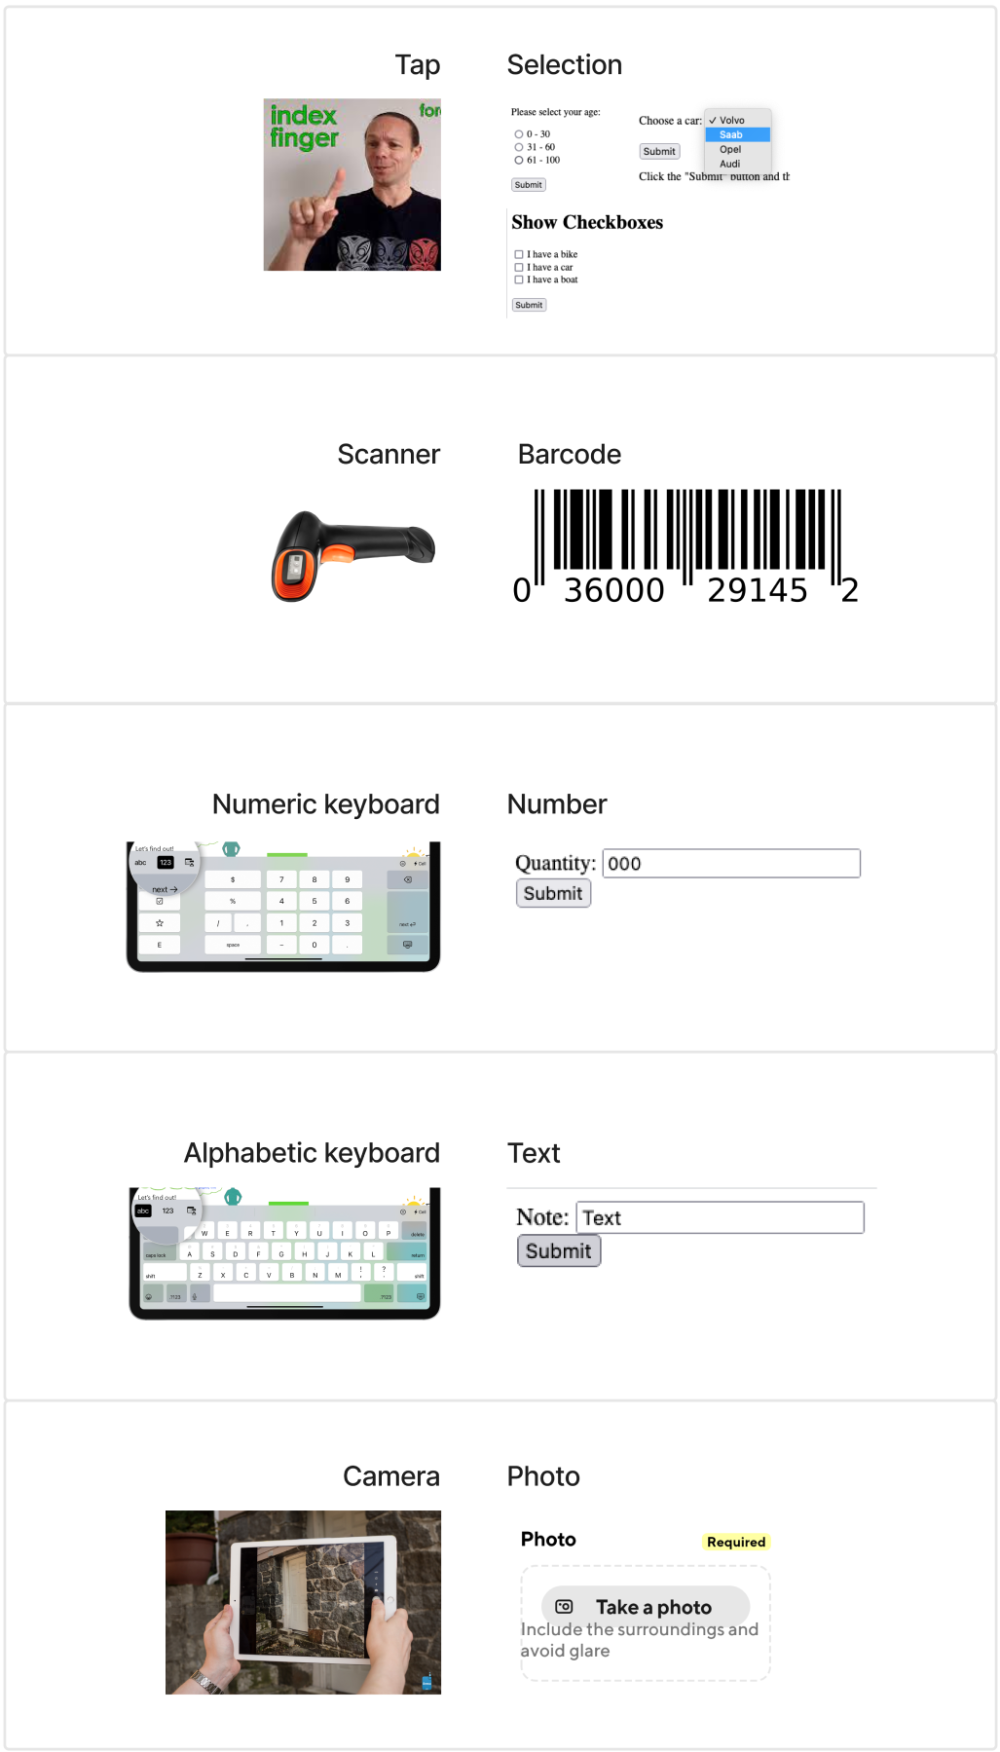 Tap
Selection
index
finger
for
Please select your age:
0 - 30
31 - 60
61 - 100
Submit
Choose a car:
✓ Volvo
Saab
Opel
Audi
Submit
Click the "Submit" button and th
Show Checkboxes
I have a bike
I have a car
I have a boat
Submit
Scanner
Barcode
0 36000 29145 2
Numeric keyboard
Number
Let's find out!
abc 123
next →
$ 7 8 9
% 4 5 6
/ . 1 2 3
next
E space - 0 .
Quantity: 000
Submit
Alphabetic keyboard
Text
Let's find out!
abc 123
W E R T Y U I O P delete
caps lock A S D F G H J K L return
shift Z X C V B N M ! , ? . shift
.?123 .?123
Note: Text
Submit
Camera
Photo
Photo Required
Take a photo
Include the surroundings and
avoid glare